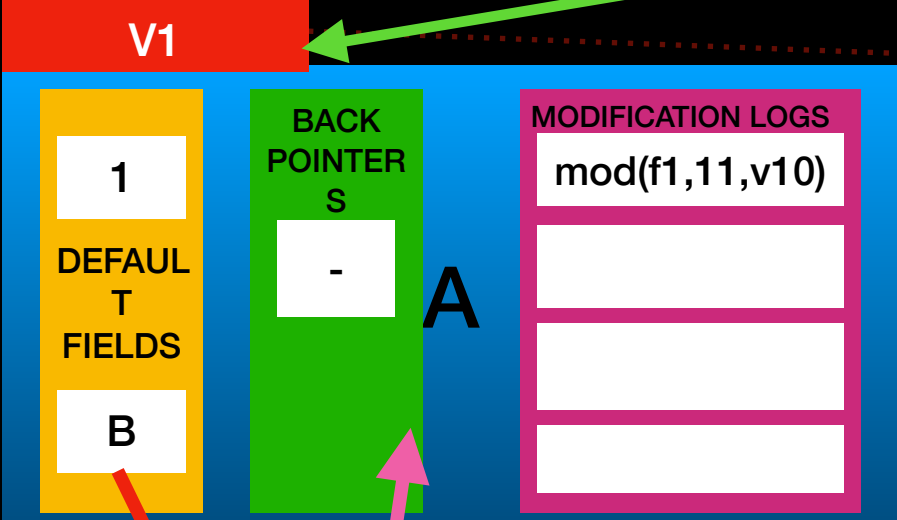 V1
1
DEFAUL
T
FIELDS
B
BACK
POINTER
S
-
A
MODIFICATION LOGS
mod(f1,11,v10)